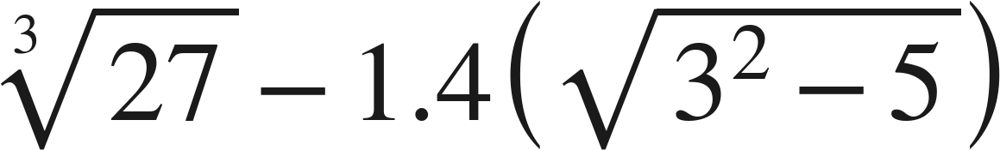 ∛27 − 1.4(√(3² − 5))